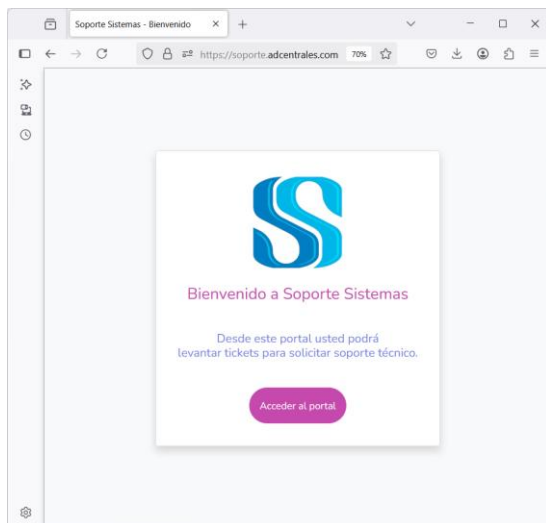 Soporte Sistemas - Bienvenido
https://soporte.adcentrales.com 70%
SS
Bienvenido a Soporte Sistemas
Desde este portal usted podrá
levantar tickets para solicitar soporte técnico.
Acceder al portal